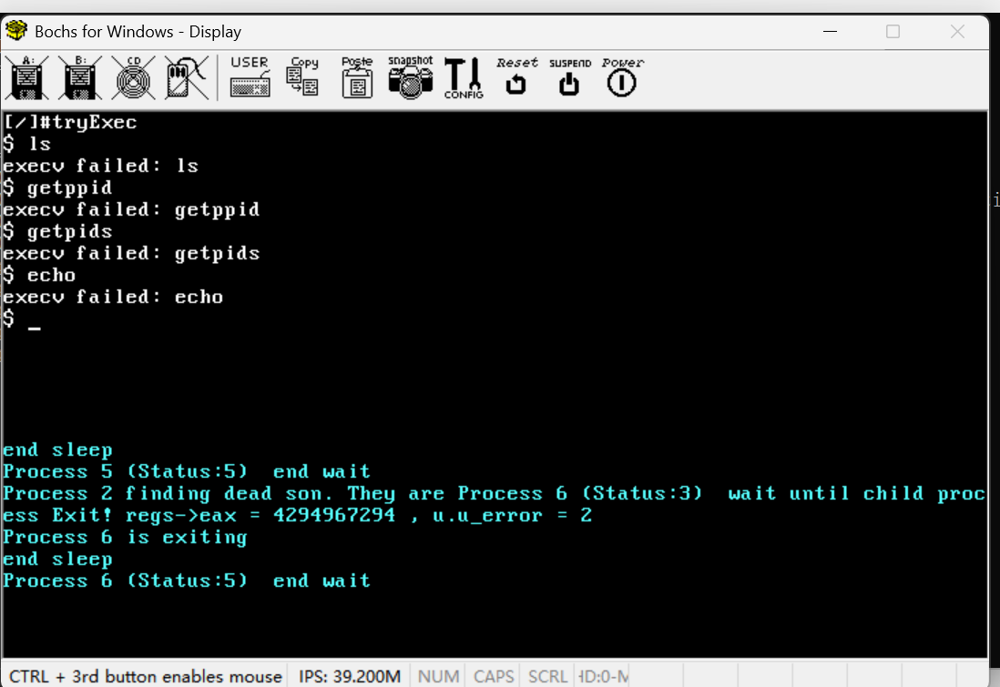 Bochs for Windows - Display
A: B: CD USER Copy Paste snapshot CONFIG Reset SUSPEND Power
[/]#tryExec
$ ls
execv failed: ls
$ getppid
execv failed: getppid
$ getpids
execv failed: getpids
$ echo
execv failed: echo
$ _
end sleep
Process 5 (Status:5)  end wait
Process 2 finding dead son. They are Process 6 (Status:3)  wait until child proc
ess Exit! regs->eax = 4294967294 , u.u_error = 2
Process 6 is exiting
end sleep
Process 6 (Status:5)  end wait
CTRL + 3rd button enables mouse IPS: 39.200M NUM CAPS SCRL HD:0-M